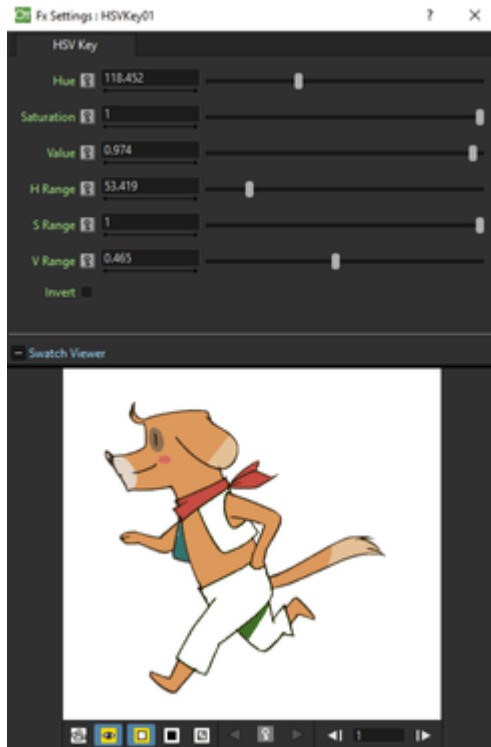 Fx Settings : HSVKey01
HSV Key
Hue 118.452
Saturation 1
Value 0.974
H Range 53.419
S Range 1
V Range 0.465
Invert
Swatch Viewer
1